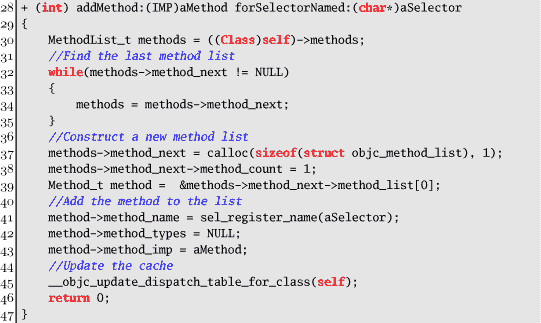 28 + (int) addMethod:(IMP)aMethod forSelectorNamed:(char*)aSelector
29 {
30     MethodList_t methods = ((Class)self)->methods;
31     //Find the last method list
32     while(methods->method_next != NULL)
33     {
34         methods = methods->method_next;
35     }
36     //Construct a new method list
37     methods->method_next = calloc(sizeof(struct objc_method_list), 1);
38     methods->method_next->method_count = 1;
39     Method_t method =  &methods->method_next->method_list[0];
40     //Add the method to the list
41     method->method_name = sel_register_name(aSelector);
42     method->method_types = NULL;
43     method->method_imp = aMethod;
44     //Update the cache
45     __objc_update_dispatch_table_for_class(self);
46     return 0;
47 }